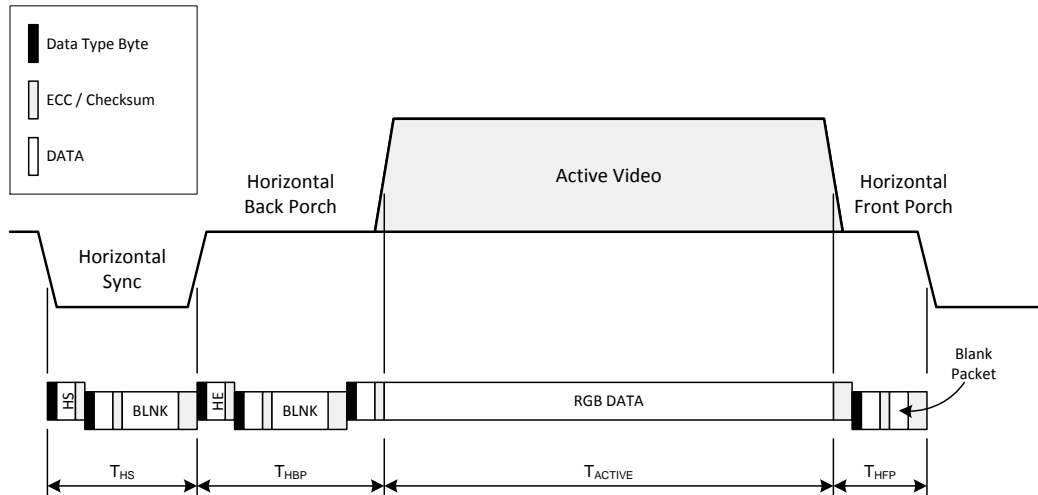 Data Type Byte
ECC / Checksum
DATA
Horizontal
Back Porch
Active Video
Horizontal
Front Porch
Horizontal
Sync
Blank
Packet
HS
BLNK
HE
BLNK
RGB DATA
THS
THBP
TACTIVE
THFP